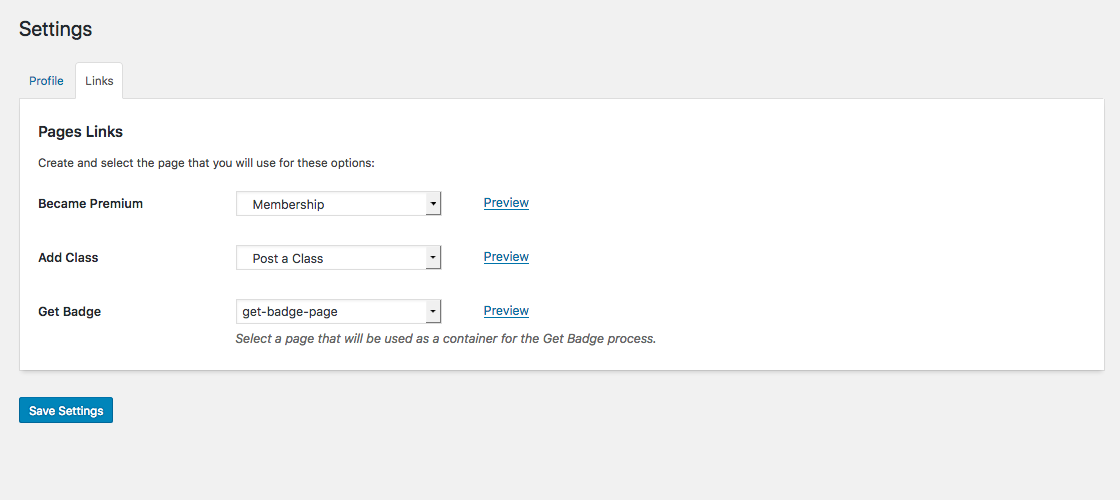 Settings
Profile Links
Pages Links
Create and select the page that you will use for these options:
Became Premium Membership Preview
Add Class Post a Class Preview
Get Badge get-badge-page Preview
Select a page that will be used as a container for the Get Badge process.
Save Settings